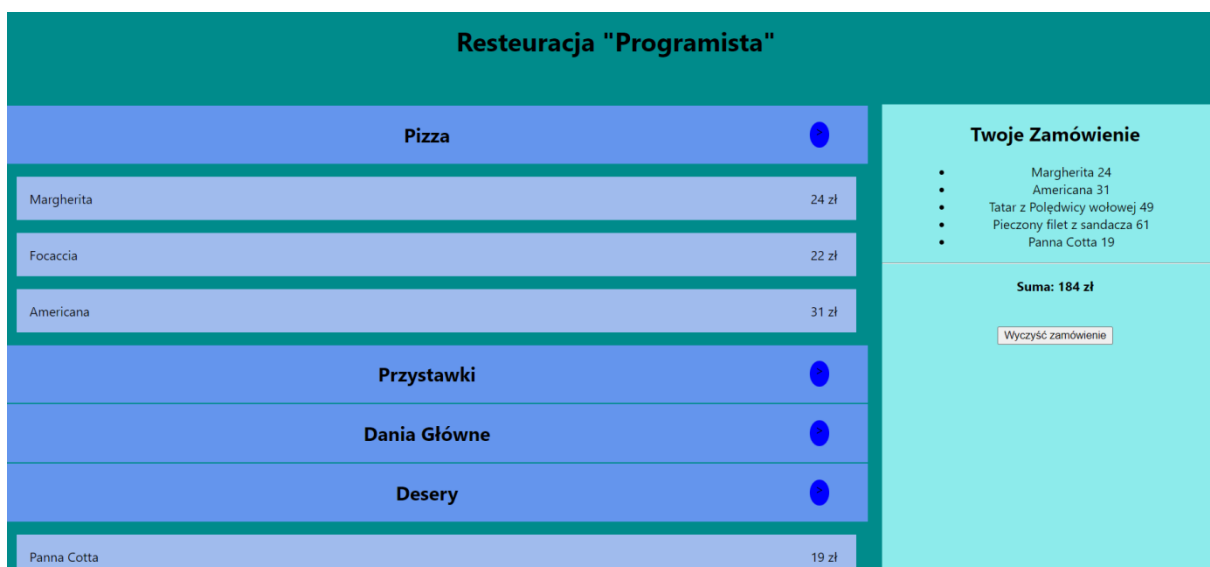 Resteuracja "Programista"
Pizza
Margherita 24 zł
Focaccia 22 zł
Americana 31 zł
Przystawki
Dania Główne
Desery
Panna Cotta 19 zł
Twoje Zamówienie
Margherita 24
Americana 31
Tatar z Polędwicy wołowej 49
Pieczony filet z sandacza 61
Panna Cotta 19
Suma: 184 zł
Wyczyść zamówienie